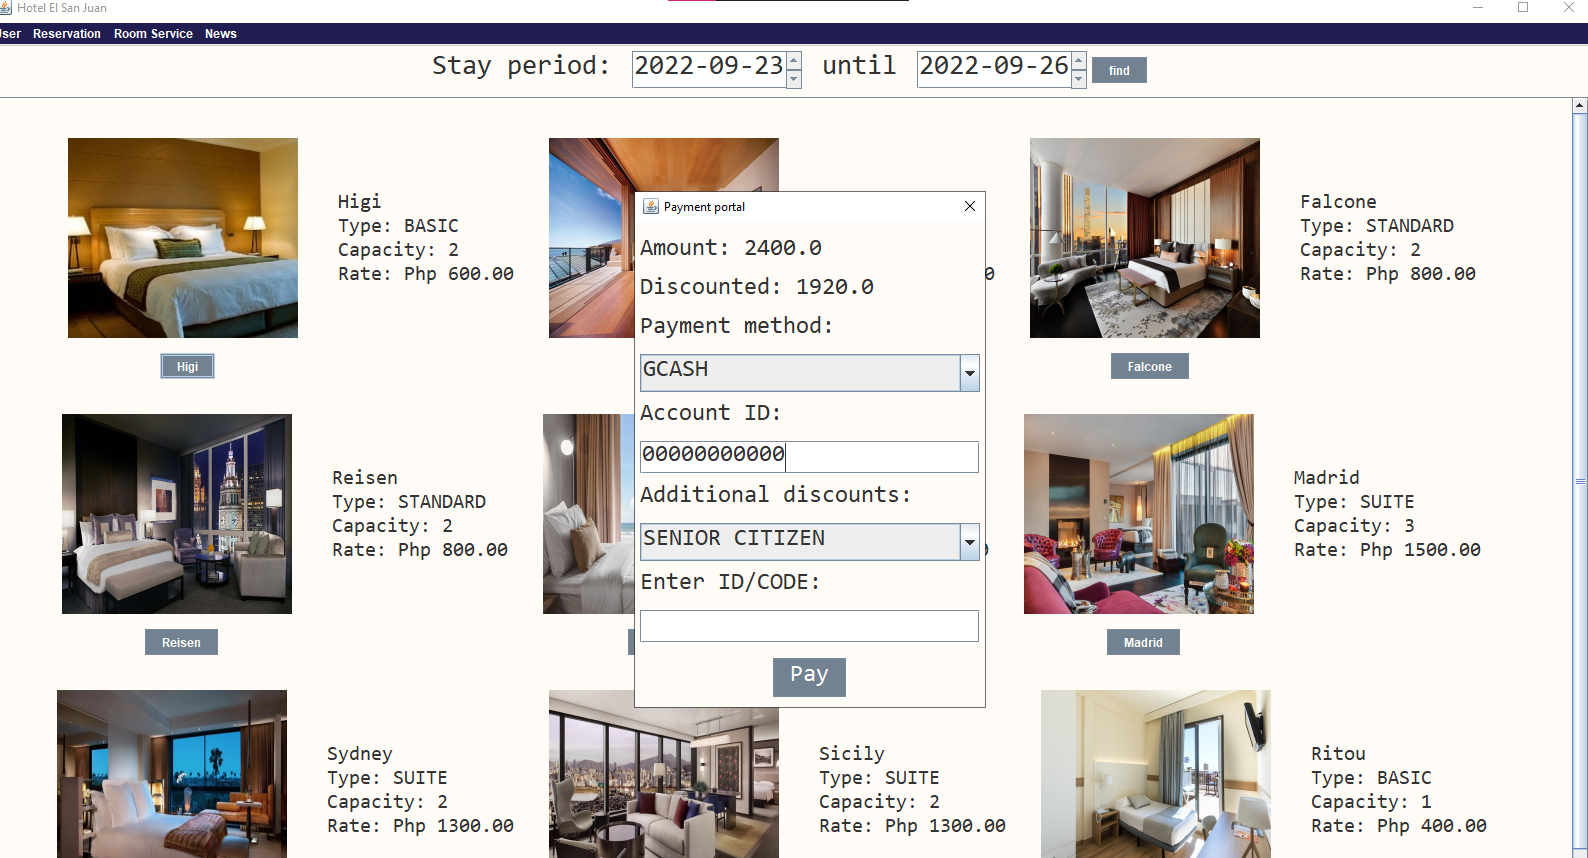 Hotel El San Juan
User Reservation Room Service News
Stay period: 2022-09-23 until 2022-09-26 find
Higi
Type: BASIC
Capacity: 2
Rate: Php 600.00
Higi
Falcone
Type: STANDARD
Capacity: 2
Rate: Php 800.00
Falcone
Payment portal
Amount: 2400.0
Discounted: 1920.0
Payment method:
GCASH
Account ID:
00000000000
Additional discounts:
SENIOR CITIZEN
Enter ID/CODE:
Pay
Reisen
Type: STANDARD
Capacity: 2
Rate: Php 800.00
Reisen
Madrid
Type: SUITE
Capacity: 3
Rate: Php 1500.00
Madrid
Sydney
Type: SUITE
Capacity: 2
Rate: Php 1300.00
Sicily
Type: SUITE
Capacity: 2
Rate: Php 1300.00
Ritou
Type: BASIC
Capacity: 1
Rate: Php 400.00